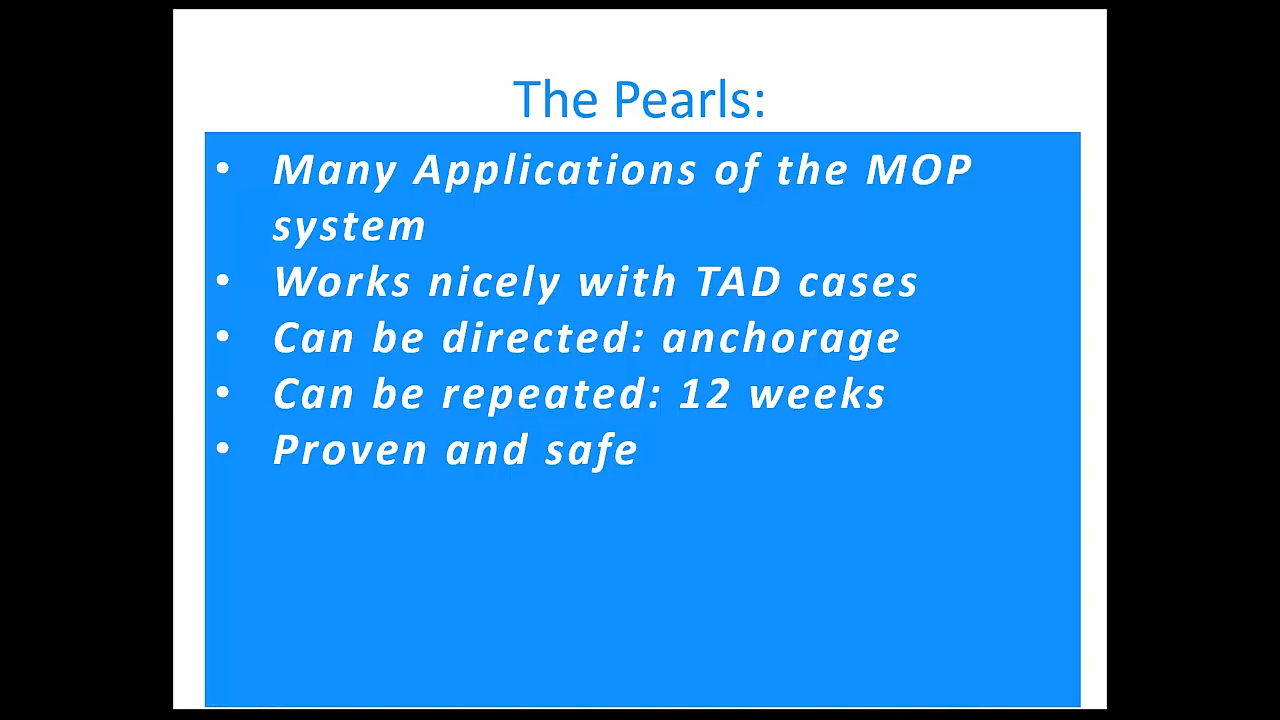 The Pearls:
• Many Applications of the MOP
system
• Works nicely with TAD cases
• Can be directed: anchorage
• Can be repeated: 12 weeks
• Proven and safe